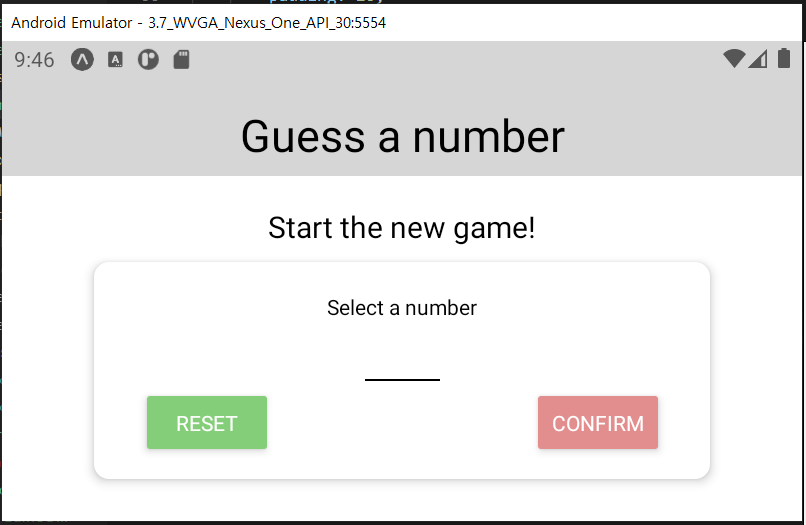 Android Emulator - 3.7_WVGA_Nexus_One_API_30:5554
9:46
A
Guess a number
Start the new game!
Select a number
RESET
CONFIRM